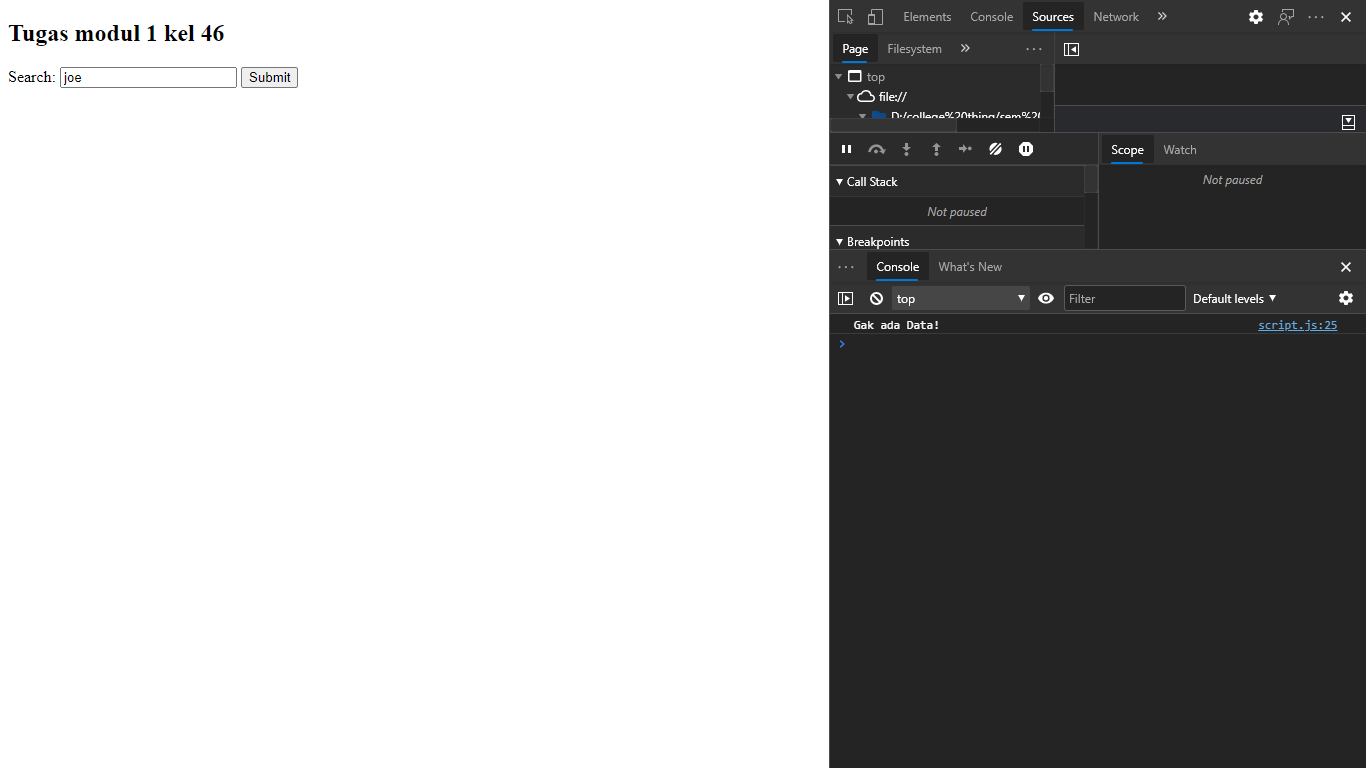 Tugas modul 1 kel 46
Search: joe Submit
Elements Console Sources Network
Page Filesystem
top
file://
D:/college%20thing/sem%20
Scope Watch
Call Stack
Not paused
Not paused
Breakpoints
Console What's New
top Filter Default levels
Gak ada Data! script.js:25